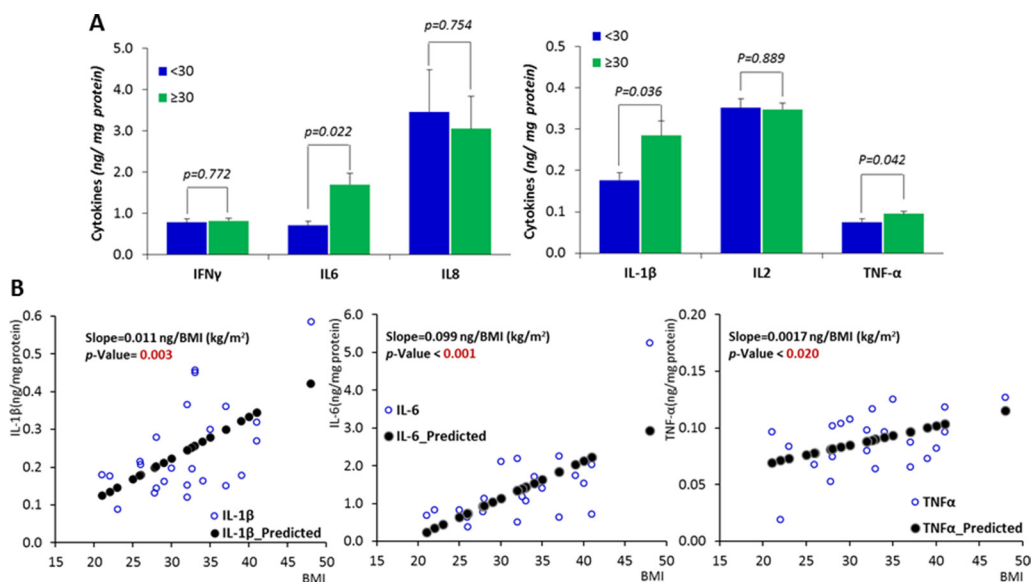 A
Cytokines (ng/ mg protein)
5.0
4.0
3.0
2.0
1.0
0.0
<30
≥30
p=0.772
p=0.022
p=0.754
IFNγ
IL6
IL8
Cytokines (ng/ mg protein)
0.5
0.4
0.3
0.2
0.1
0.0
<30
≥30
P=0.036
P=0.889
P=0.042
IL-1β
IL2
TNF-α
B
IL-1β(ng/mg protein)
0.6
0.5
0.4
0.3
0.2
0.1
0.0
Slope=0.011 ng/BMI (kg/m²)
p-Value= 0.003
IL-1β
IL-1β_Predicted
15 20 25 30 35 40 45 50
BMI
IL-6(ng/mg protein)
6.0
5.0
4.0
3.0
2.0
1.0
0.0
Slope=0.099 ng/BMI (kg/m²)
p-Value < 0.001
IL-6
IL-6_Predicted
15 20 25 30 35 40 45 50
BMI
TNF-α(ng/mg protein)
0.20
0.15
0.10
0.05
0.00
Slope=0.0017 ng/BMI (kg/m²)
p-Value < 0.020
TNFα
TNFα_Predicted
15 20 25 30 35 40 45 50
BMI